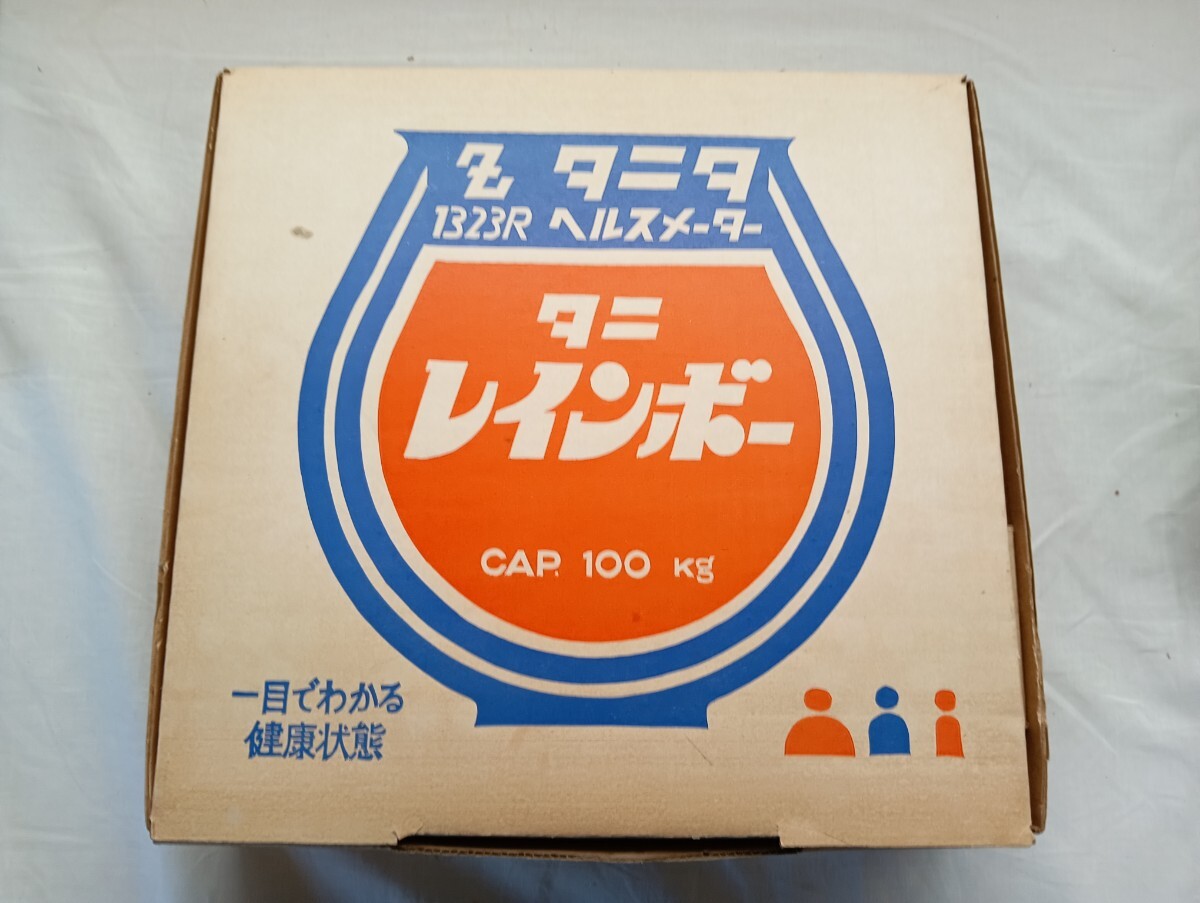 タニタ
1323R ヘルスメーター
タニ
レインボー
CAP. 100 Kg
一目でわかる
健康状態